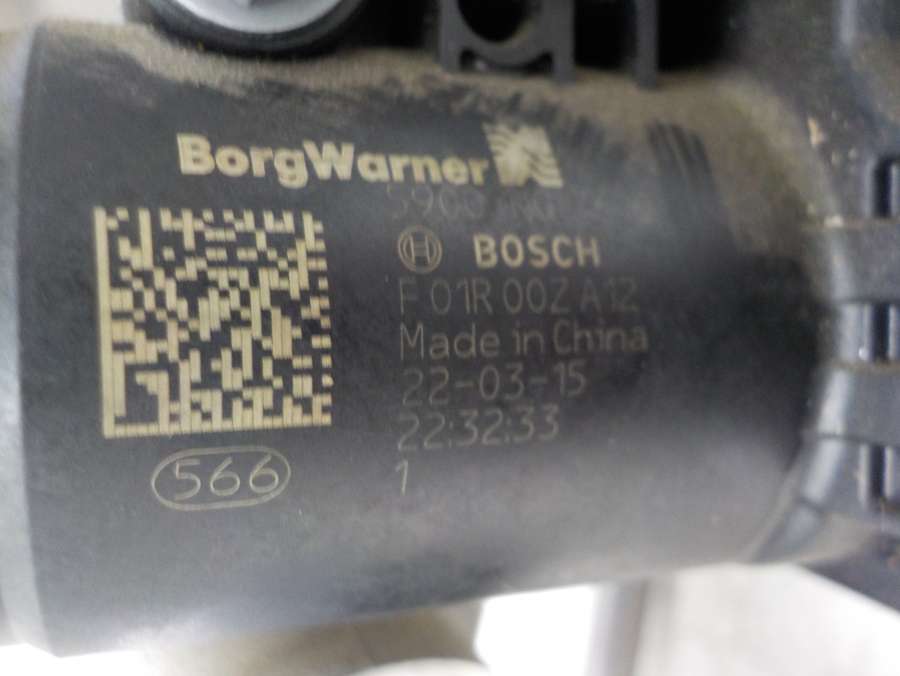 BorgWarner
BOSCH
F 01R 00Z A12
Made in China
22-03-15
22:32:33
1
566